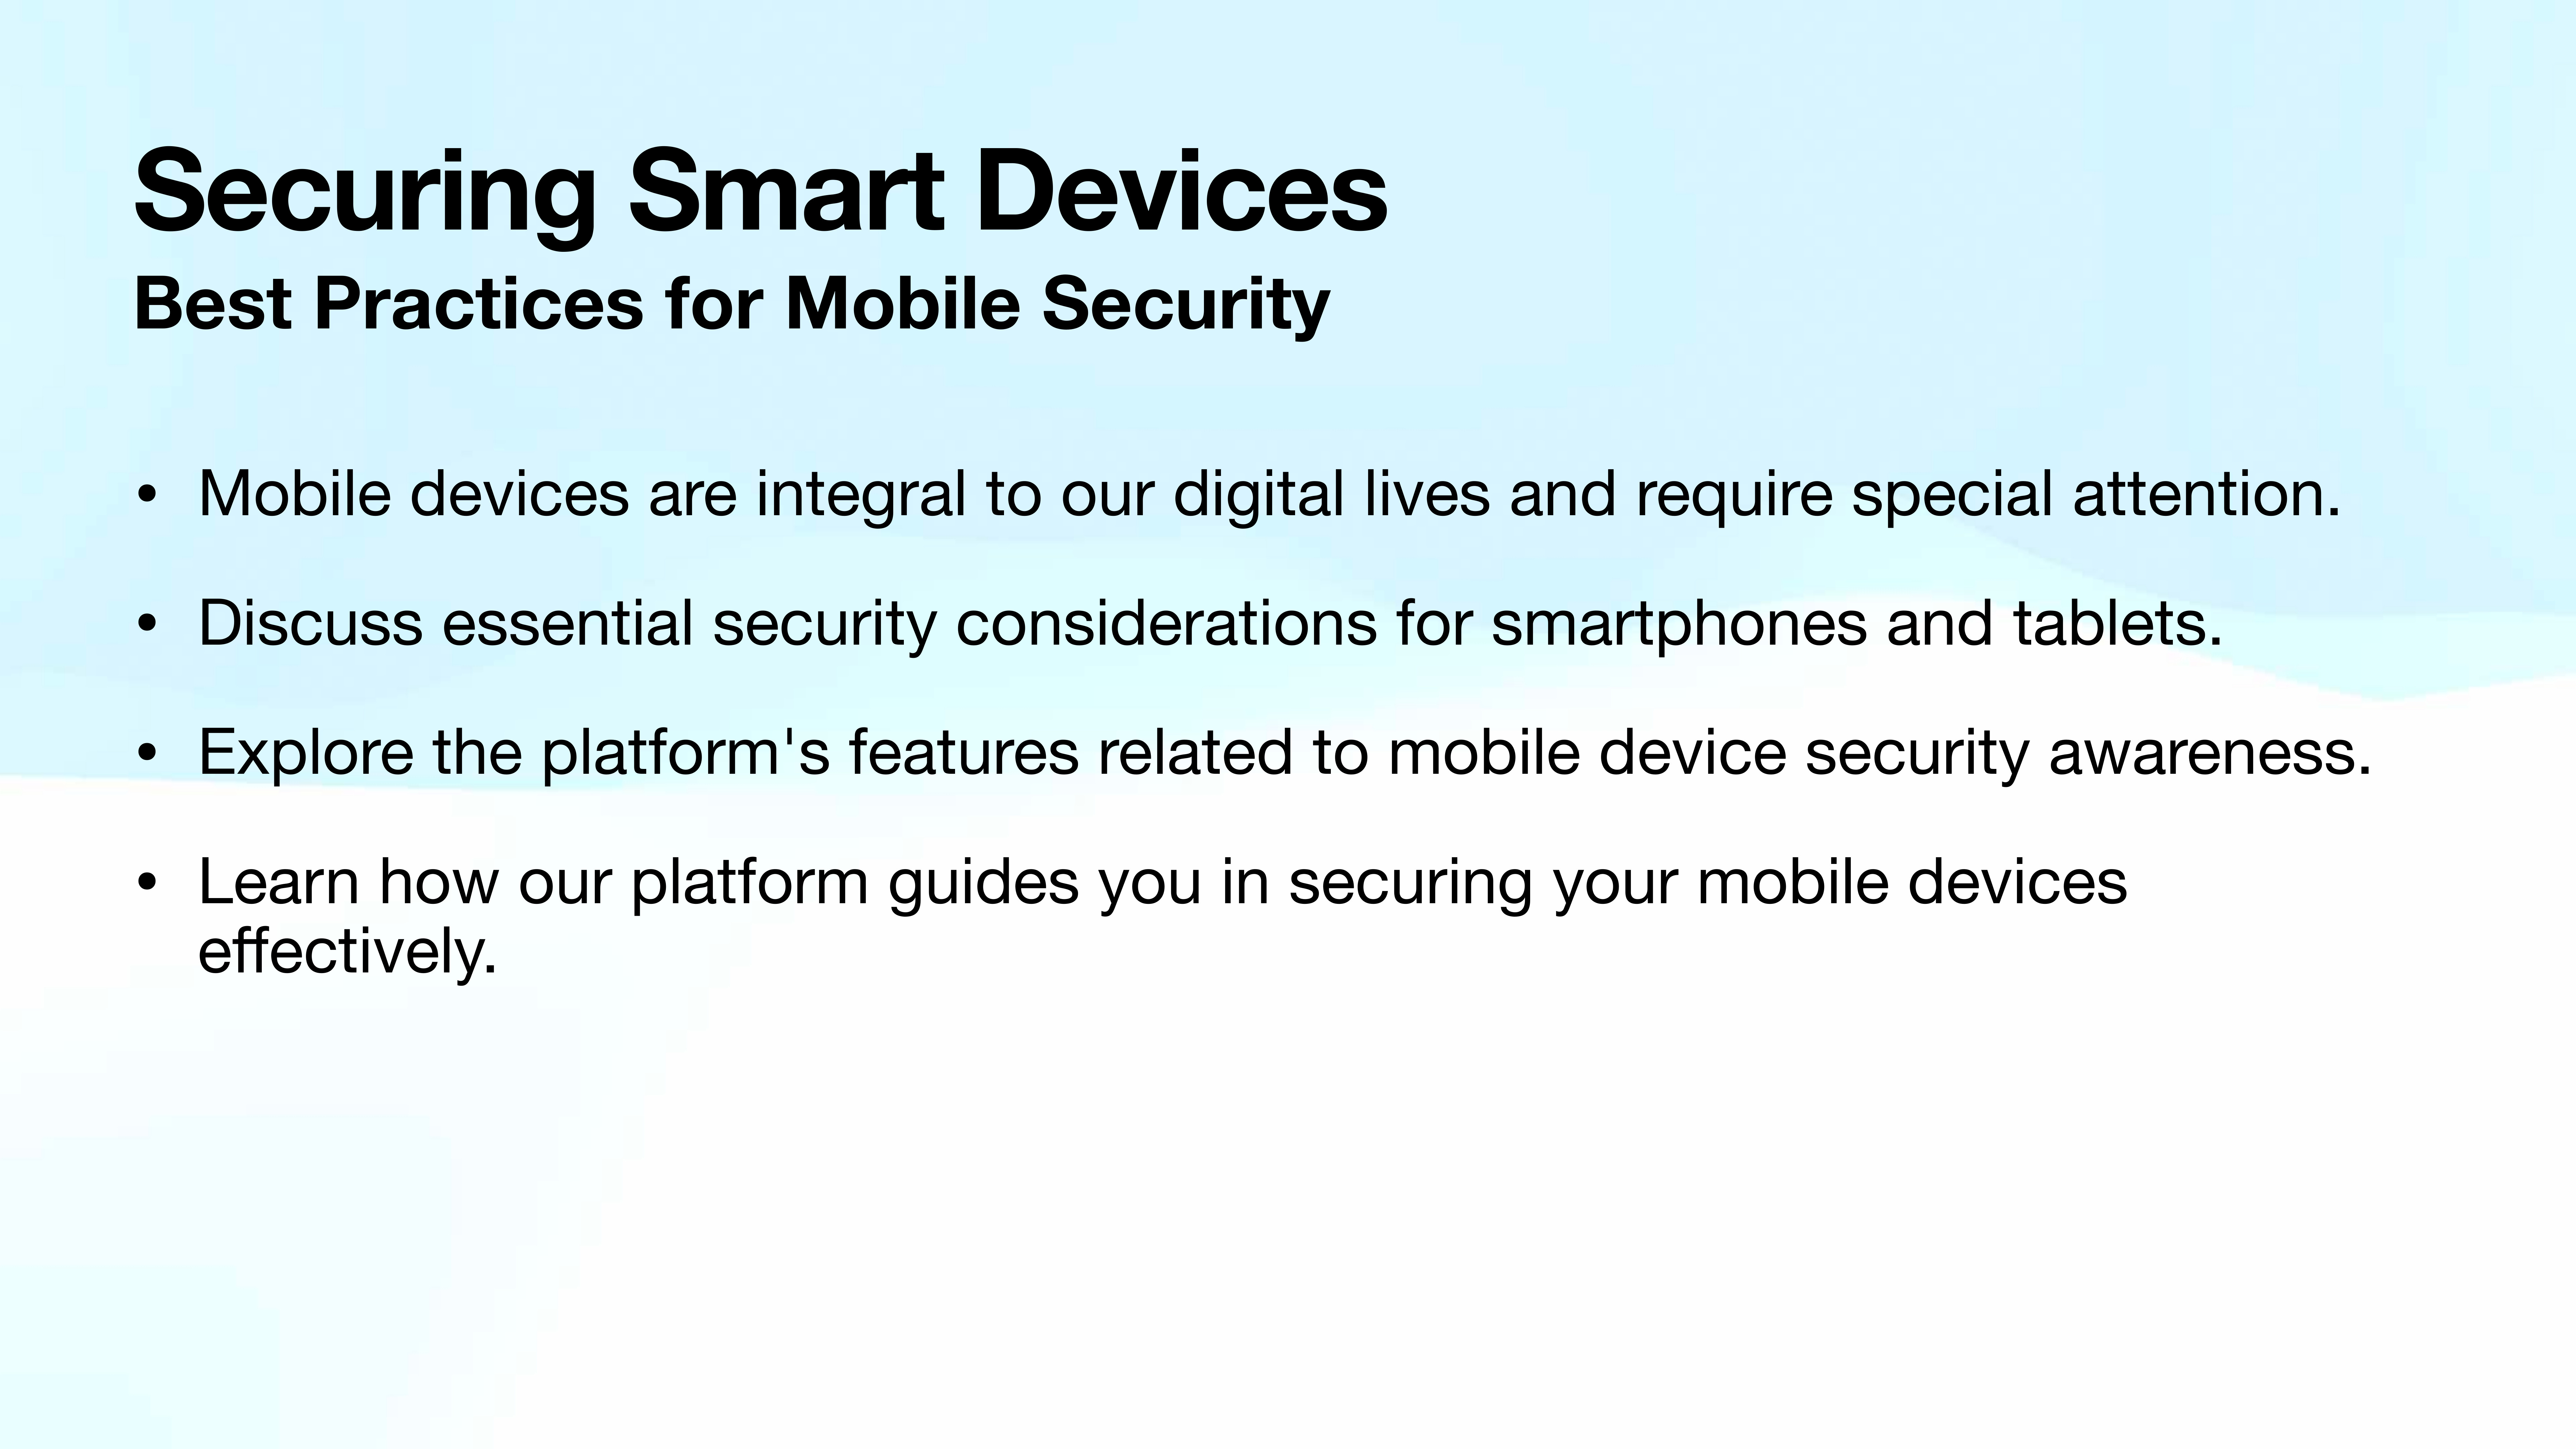 Securing Smart Devices
Best Practices for Mobile Security
• Mobile devices are integral to our digital lives and require special attention.
• Discuss essential security considerations for smartphones and tablets.
• Explore the platform's features related to mobile device security awareness.
• Learn how our platform guides you in securing your mobile devices
effectively.